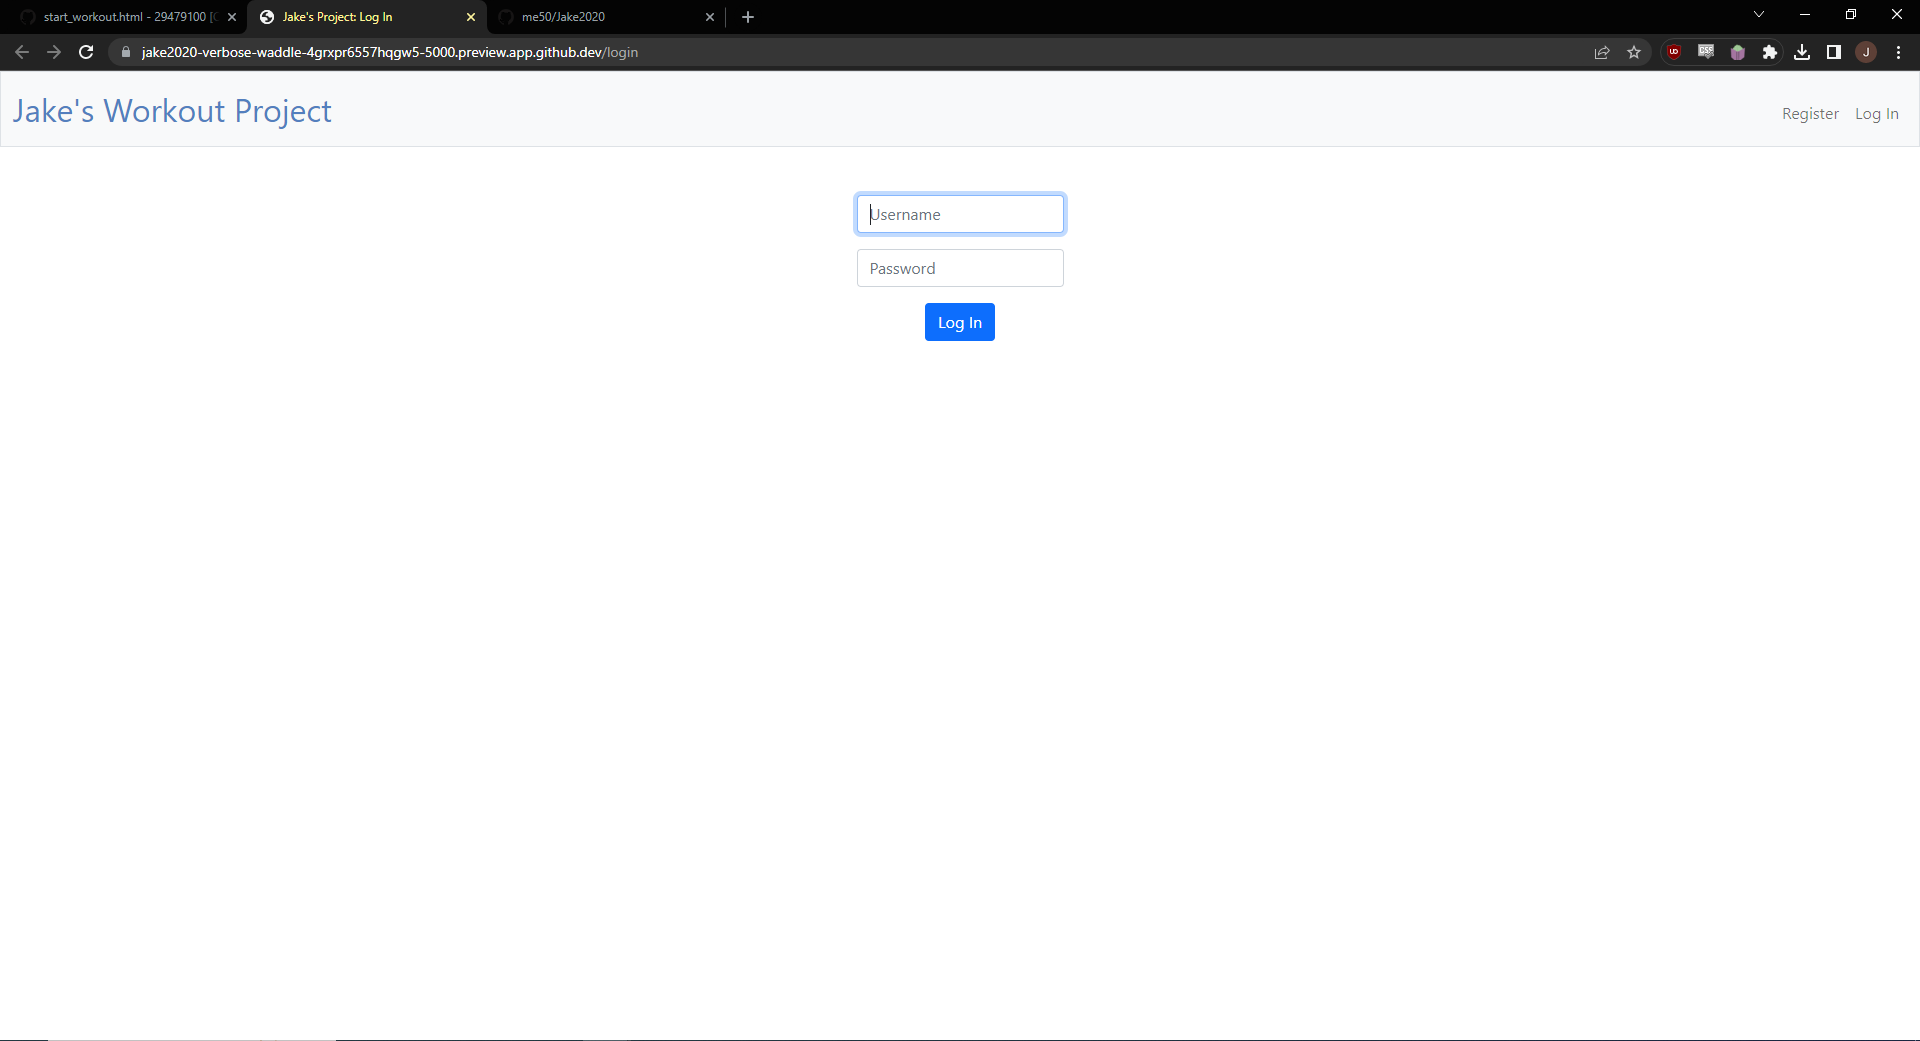 start_workout.html - 29479100 [C
Jake's Project: Log In
me50/Jake2020
jake2020-verbose-waddle-4grxpr6557hqgw5-5000.preview.app.github.dev/login
J
Jake's Workout Project
Register
Log In
Username
Password
Log In